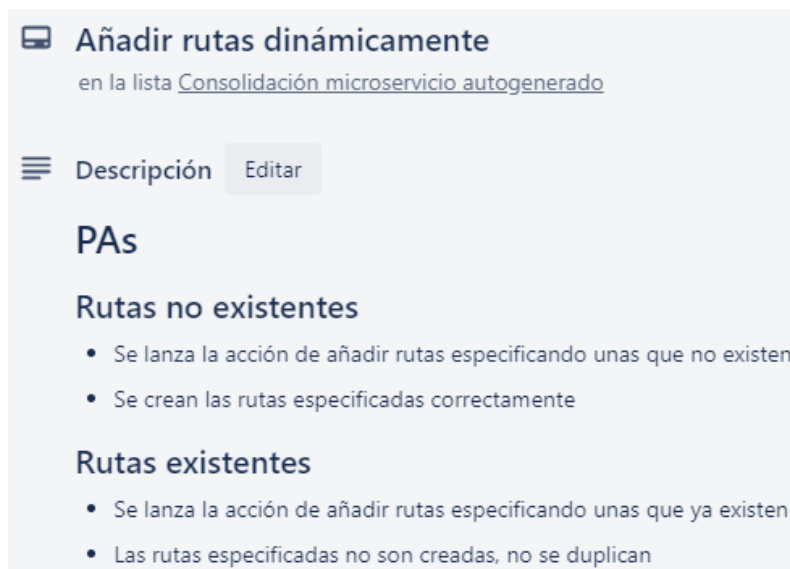 Añadir rutas dinámicamente
en la lista Consolidación microservicio autogenerado
Descripción Editar
PAs
Rutas no existentes
• Se lanza la acción de añadir rutas especificando unas que no existen
• Se crean las rutas especificadas correctamente
Rutas existentes
• Se lanza la acción de añadir rutas especificando unas que ya existen
• Las rutas especificadas no son creadas, no se duplican